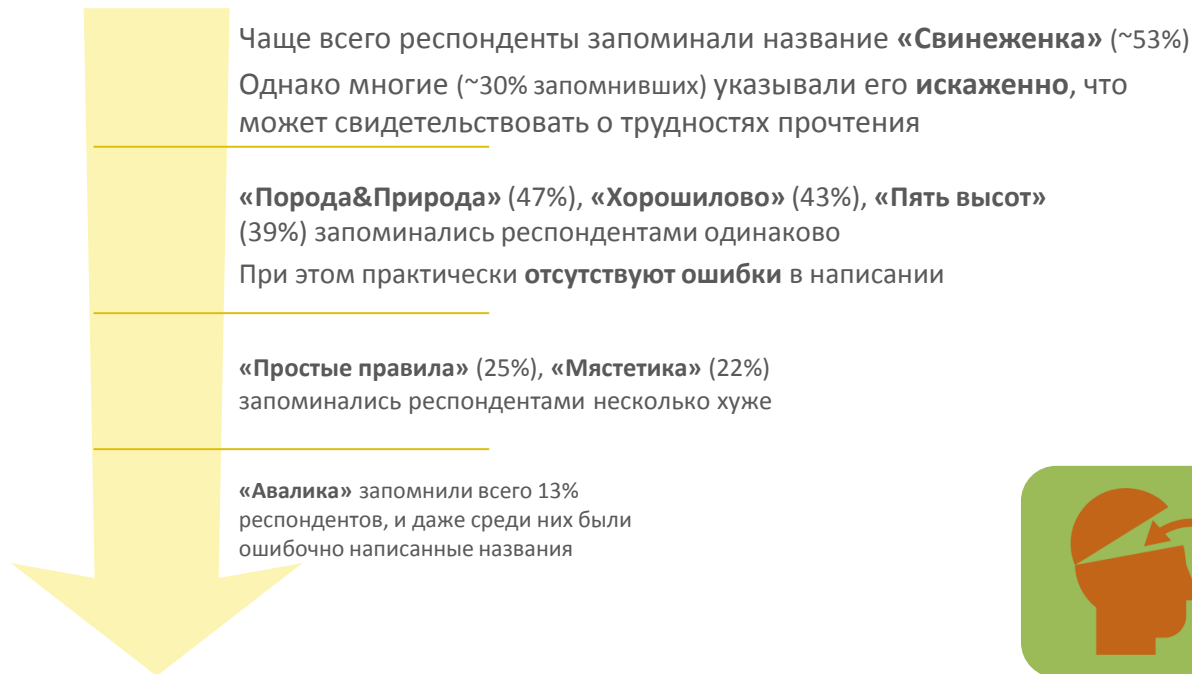 Чаще всего респонденты запоминали название «Свинеженка» (~53%)
Однако многие (~30% запомнивших) указывали его искаженно, что
может свидетельствовать о трудностях прочтения
«Порода&Природа» (47%), «Хорошилово» (43%), «Пять высот»
(39%) запоминались респондентами одинаково
При этом практически отсутствуют ошибки в написании
«Простые правила» (25%), «Мястетика» (22%)
запоминались респондентами несколько хуже
«Авалика» запомнили всего 13%
респондентов, и даже среди них были
ошибочно написанные названия